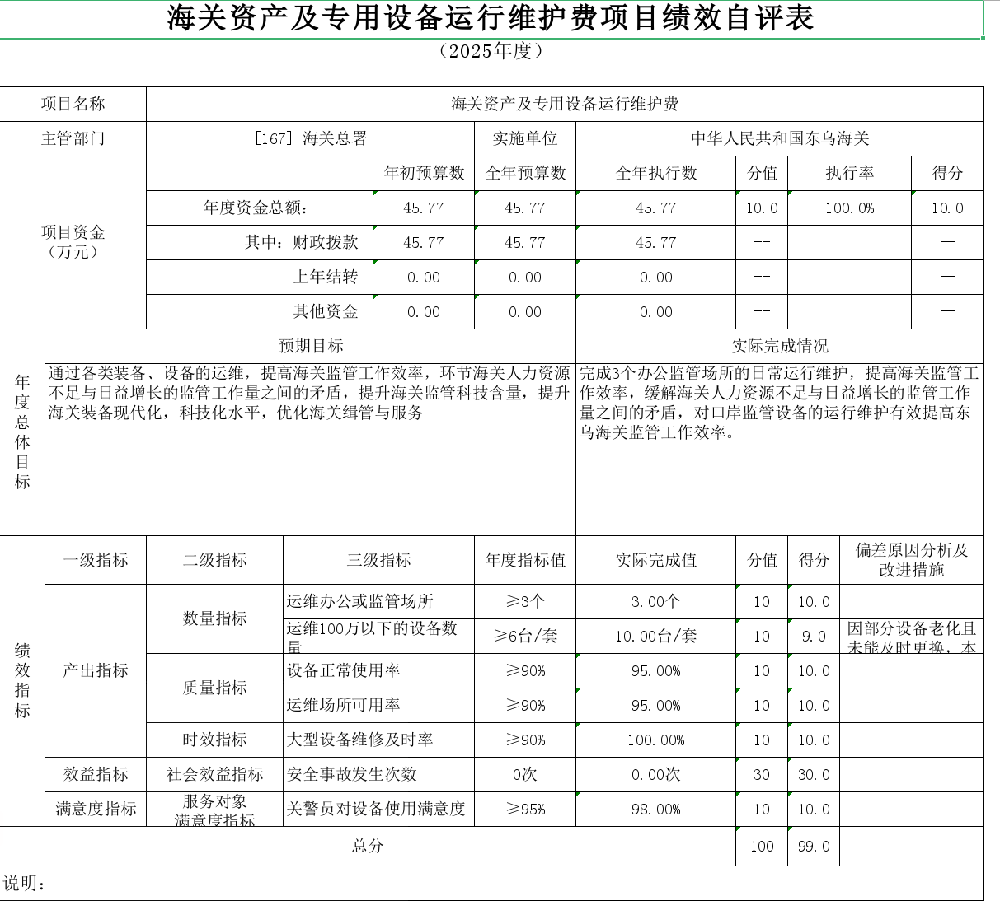 海关资产及专用设备运行维护费项目绩效自评表
（2025年度）
项目名称 海关资产及专用设备运行维护费
主管部门 [167] 海关总署 实施单位 中华人民共和国东乌海关
项目资金
（万元）
年初预算数 全年预算数 全年执行数 分值 执行率 得分
年度资金总额： 45.77 45.77 45.77 10.0 100.0% 10.0
其中：财政拨款 45.77 45.77 45.77 -- —
上年结转 0.00 0.00 0.00 -- —
其他资金 0.00 0.00 0.00 -- —
年度总体目标
预期目标 实际完成情况
通过各类装备、设备的运维，提高海关监管工作效率，环节海关人力资源
不足与日益增长的监管工作量之间的矛盾，提升海关监管科技含量，提升
海关装备现代化，科技化水平，优化海关缉管与服务
完成3个办公监管场所的日常运行维护，提高海关监管工
作效率，缓解海关人力资源不足与日益增长的监管工作
量之间的矛盾，对口岸监管设备的运行维护有效提高东
乌海关监管工作效率。
绩效指标
一级指标 二级指标 三级指标 年度指标值 实际完成值 分值 得分 偏差原因分析及
改进措施
产出指标 数量指标 运维办公或监管场所 ≥3个 3.00个 10 10.0
运维100万以下的设备数
量 ≥6台/套 10.00台/套 10 9.0 因部分设备老化且
未能及时更换，本
质量指标 设备正常使用率 ≥90% 95.00% 10 10.0
运维场所可用率 ≥90% 95.00% 10 10.0
时效指标 大型设备维修及时率 ≥90% 100.00% 10 10.0
效益指标 社会效益指标 安全事故发生次数 0次 0.00次 30 30.0
满意度指标 服务对象
满意度指标 关警员对设备使用满意度 ≥95% 98.00% 10 10.0
总分 100 99.0
说明：